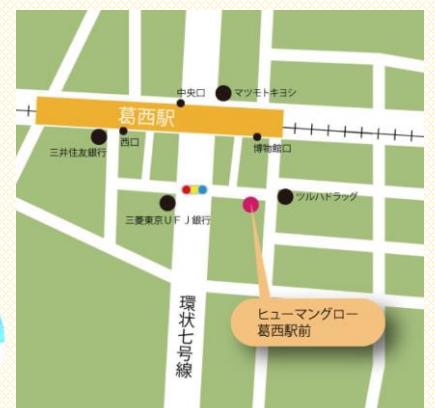 中央口
マツモトキヨシ
葛西駅
三井住友銀行
西口
博物館口
ツルハドラッグ
三菱東京UFJ銀行
環状七号線
ヒューマングロー
葛西駅前